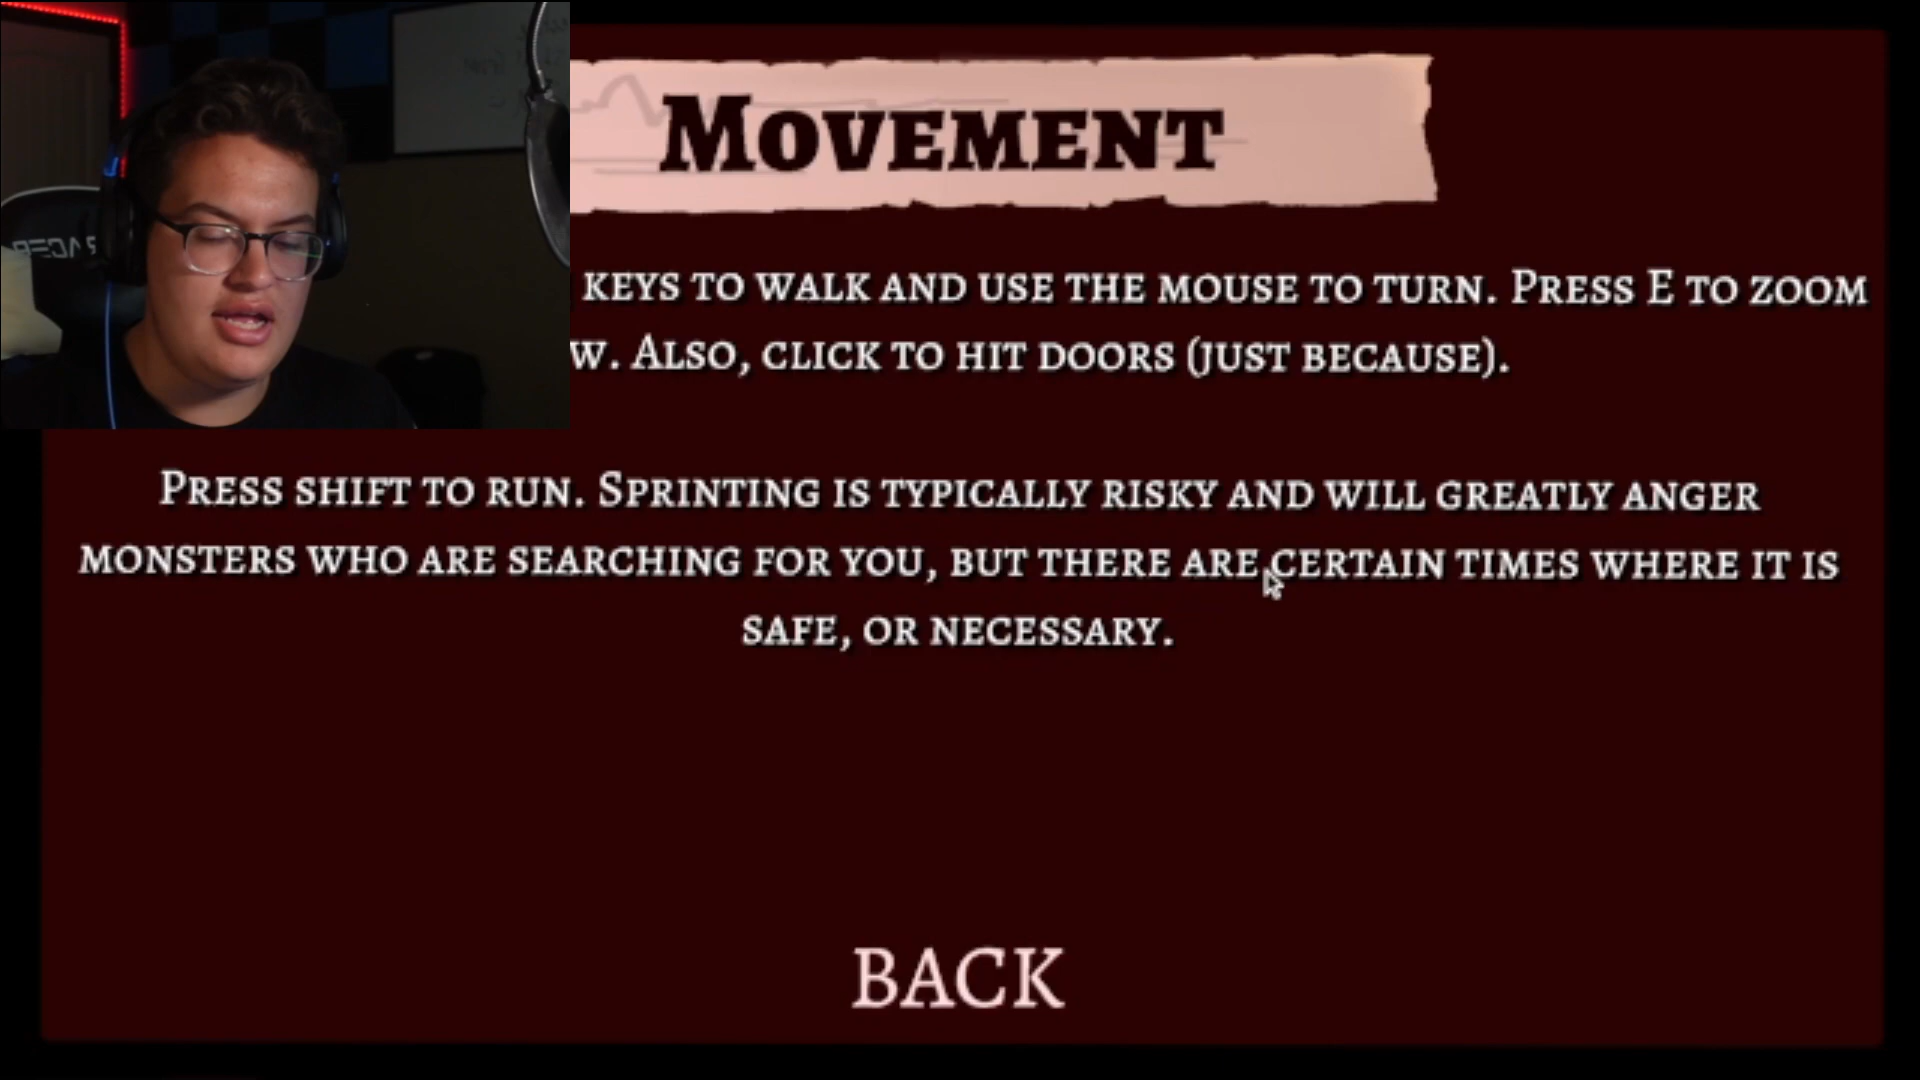 Movement
keys to walk and use the mouse to turn. Press E to zoom
w. Also, click to hit doors (just because).
Press shift to run. Sprinting is typically risky and will greatly anger
monsters who are searching for you, but there are certain times where it is
safe, or necessary.
BACK